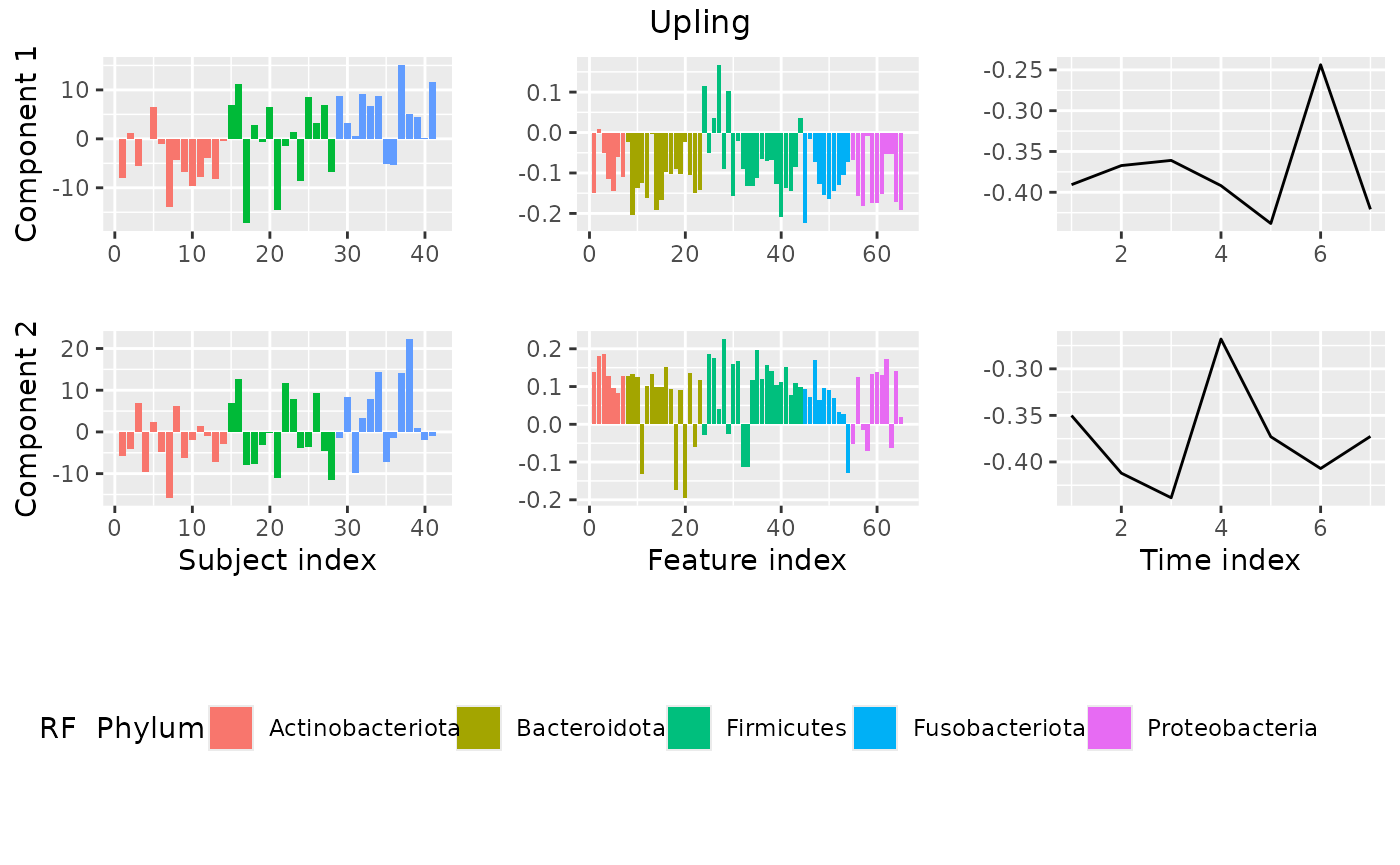 Upling
Component 1
10
0
-10
0 10 20 30 40
0.1
0.0
-0.1
-0.2
0 20 40 60
-0.25
-0.30
-0.35
-0.40
2 4 6
Component 2
20
10
0
-10
0 10 20 30 40
Subject index
0.2
0.1
0.0
-0.1
-0.2
0 20 40 60
Feature index
-0.30
-0.35
-0.40
2 4 6
Time index
RF Phylum Actinobacteriota Bacteroidota Firmicutes Fusobacteriota Proteobacteria